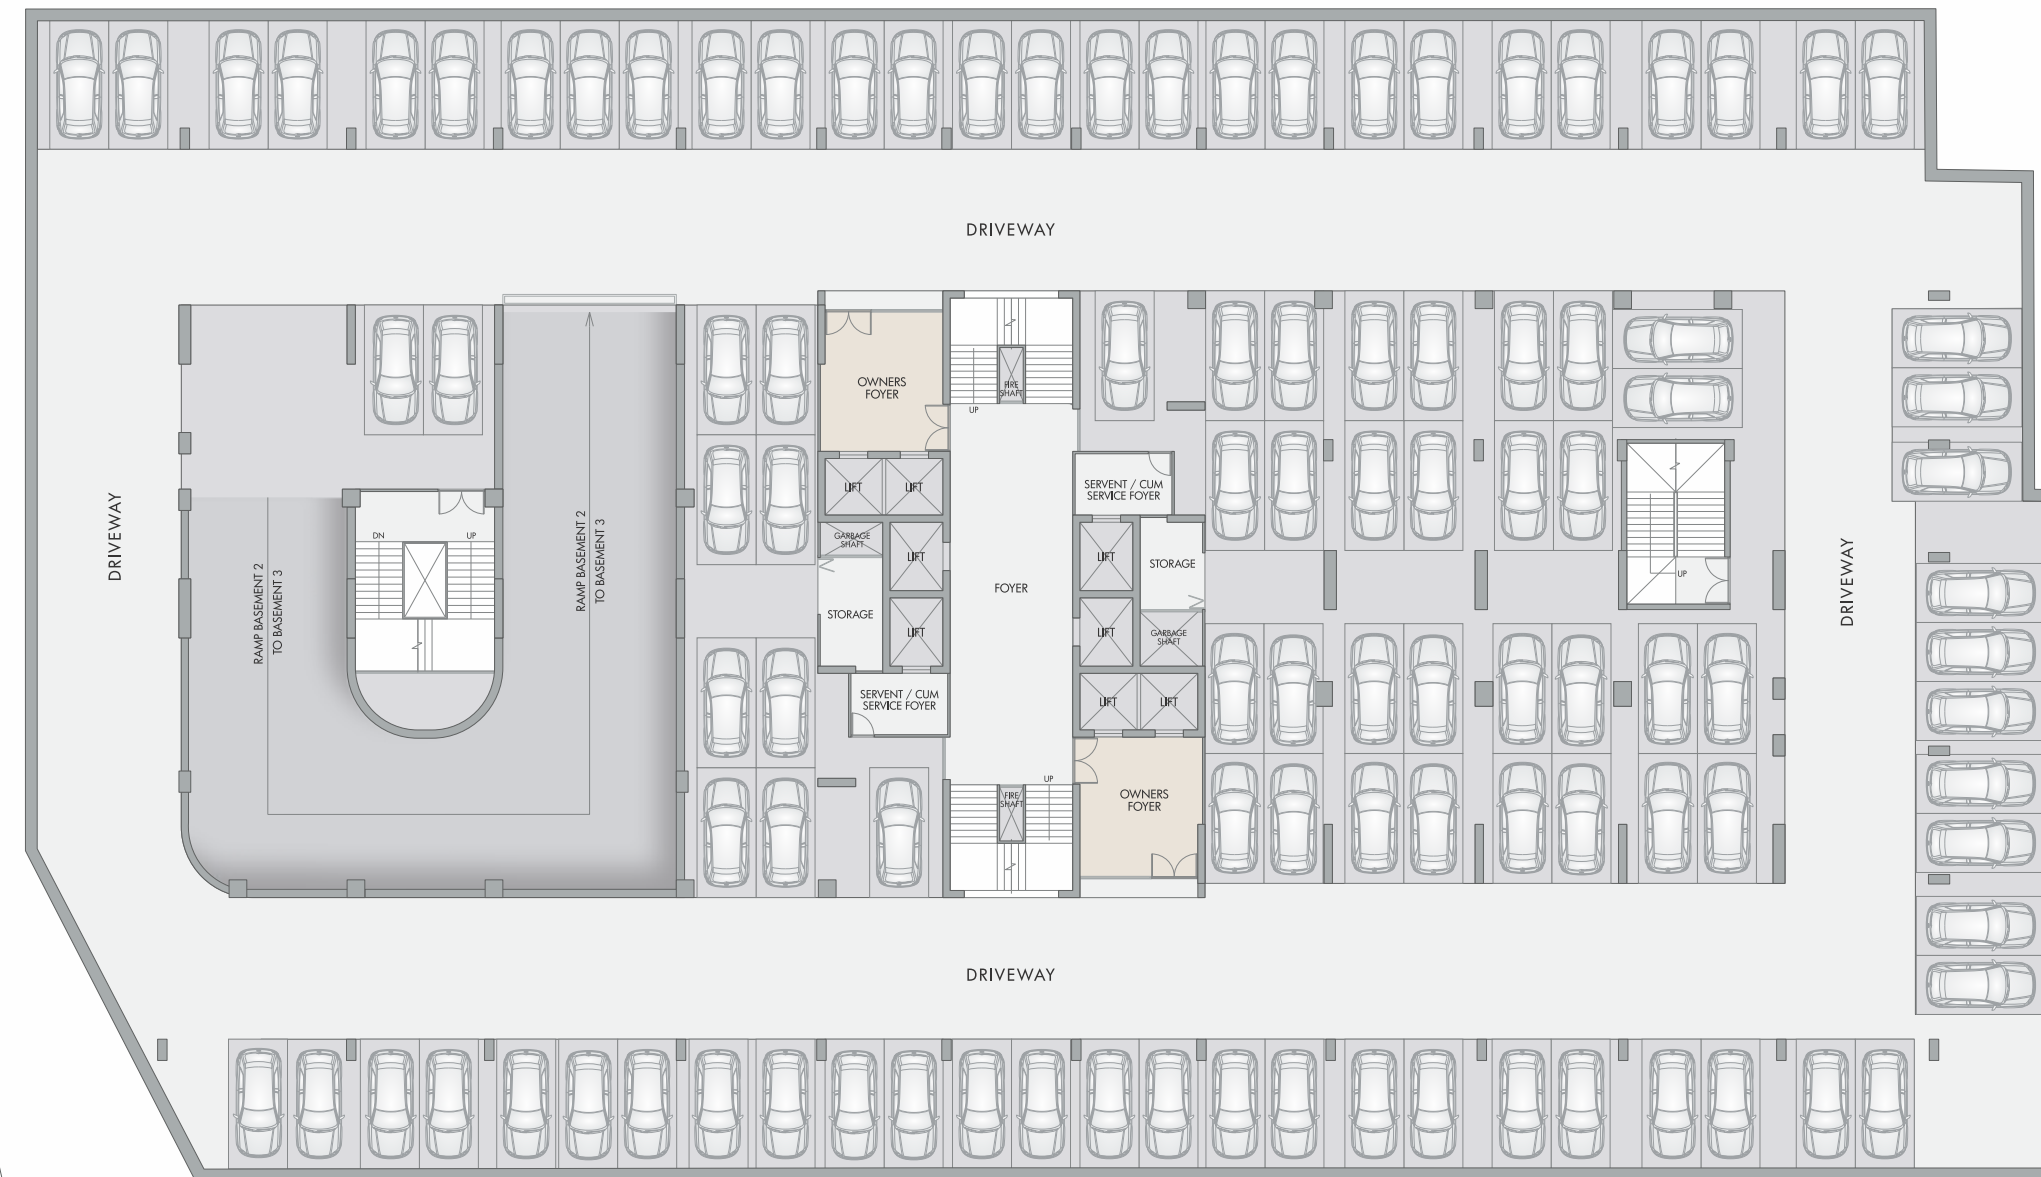 DRIVEWAY
OWNERS
FOYER
FIRE
SHAFT
UP
LIFT
LIFT
SERVENT / CUM
SERVICE FOYER
DRIVEWAY
DN
UP
RAMP BASEMENT 2
TO BASEMENT 3
RAMP BASEMENT 2
TO BASEMENT 3
GARBAGE
SHAFT
LIFT
STORAGE
LIFT
FOYER
LIFT
STORAGE
LIFT
GARBAGE
SHAFT
UP
DRIVEWAY
SERVENT / CUM
SERVICE FOYER
LIFT
LIFT
UP
FIRE
SHAFT
OWNERS
FOYER
DRIVEWAY